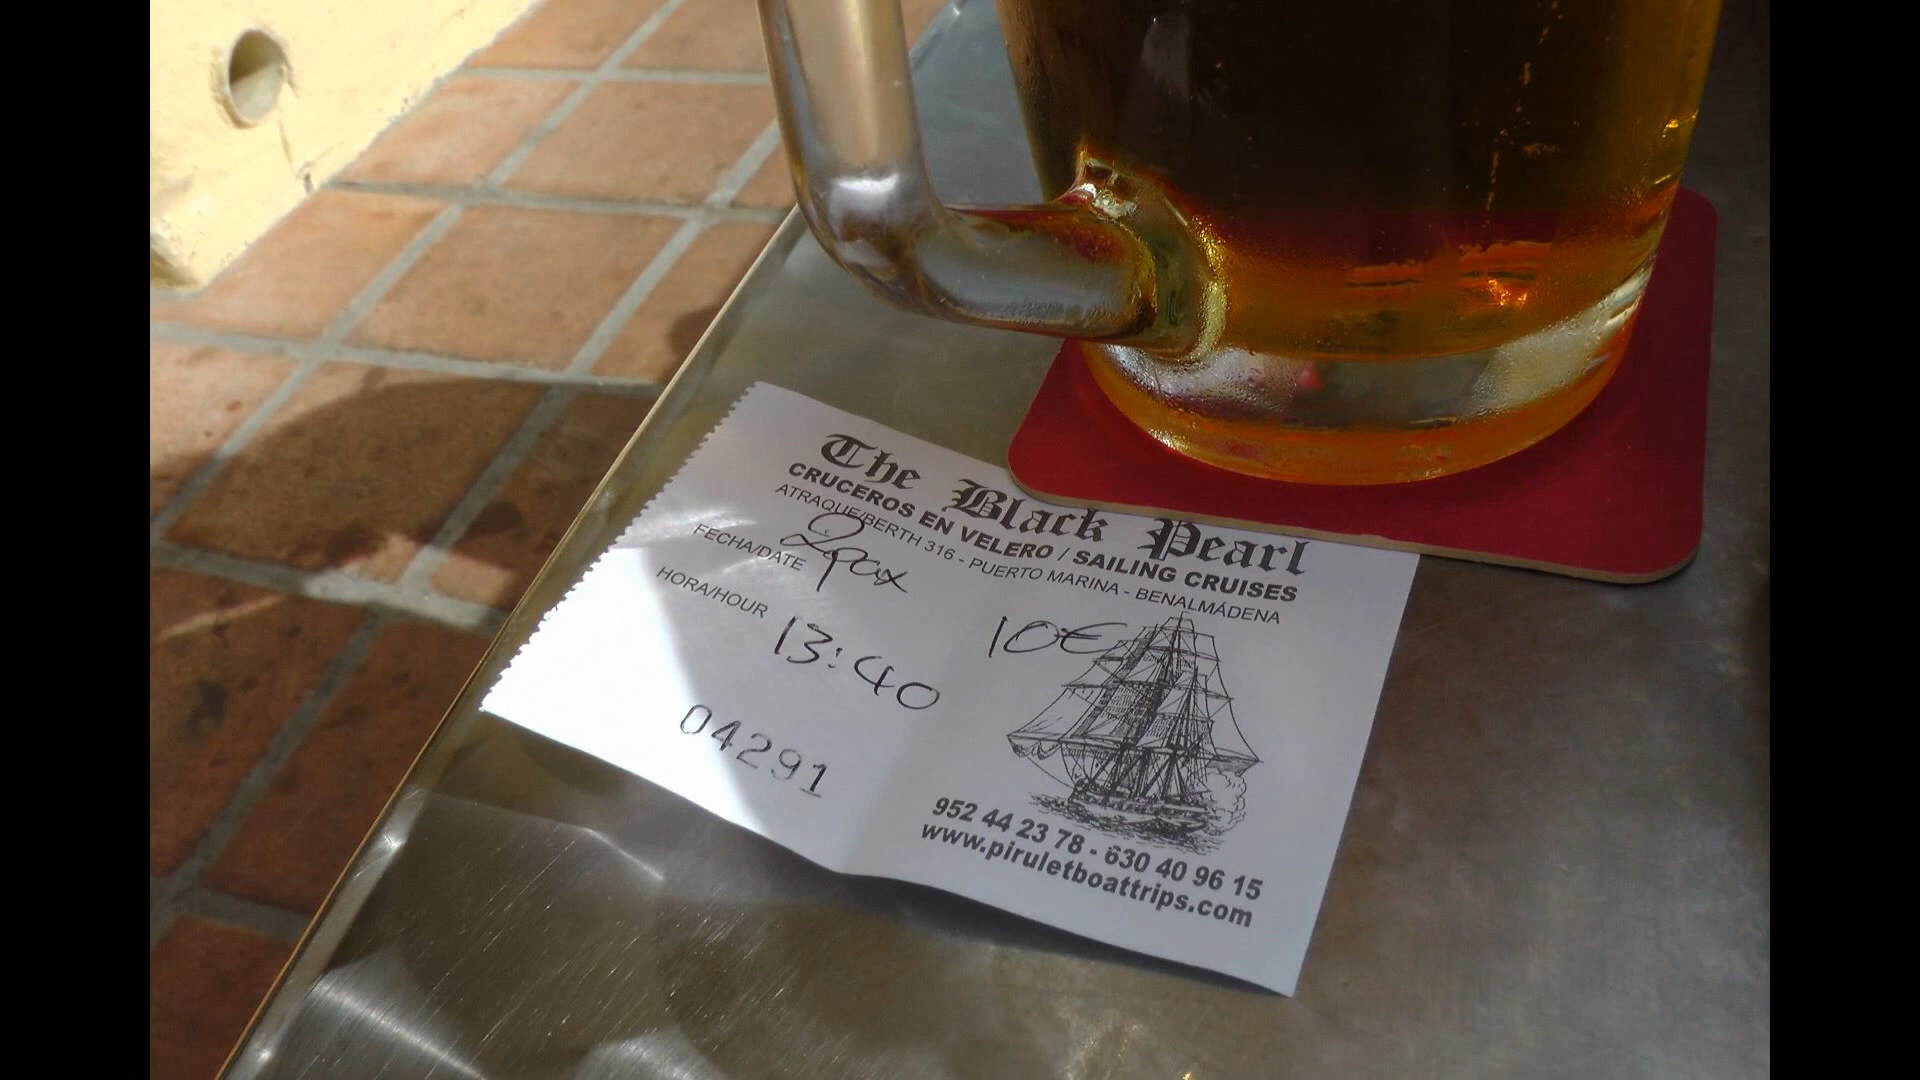 The Black Pearl
CRUCEROS EN VELERO / SAILING CRUISES
ATRAQUE/BERTH 316 - PUERTO MARINA - BENALMÁDENA
FECHA/DATE 2pax
10€
HORA/HOUR 13:40
04291
952 44 23 78 - 630 40 96 15
www.piruletboattrips.com